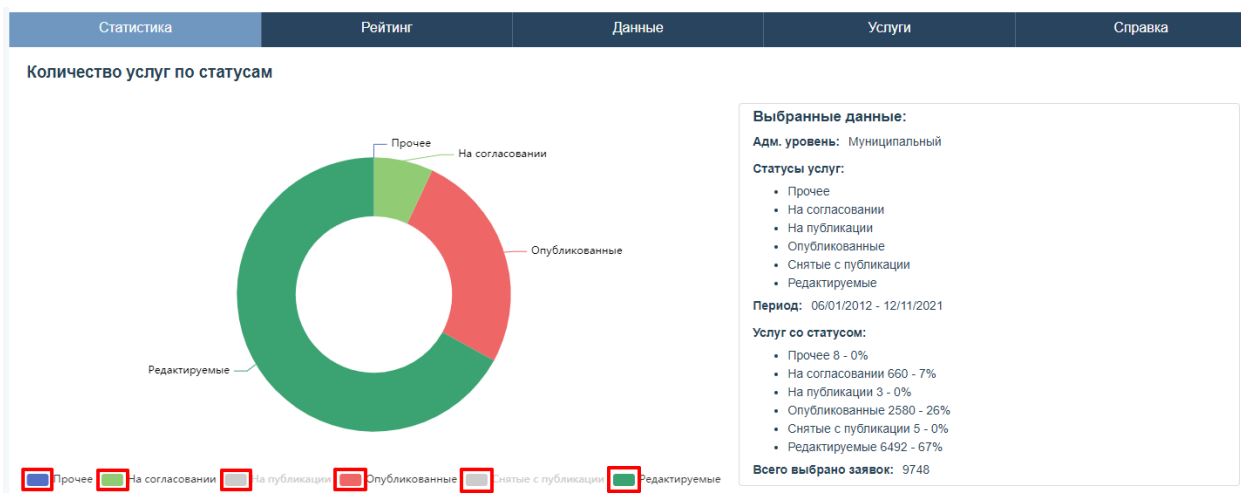 Статистика
Рейтинг
Данные
Услуги
Справка
Количество услуг по статусам
Прочее
На согласовании
Опубликованные
Редактируемые
Прочее
На согласовании
На публикации
Опубликованные
Снятые с публикации
Редактируемые
Выбранные данные:
Адм. уровень: Муниципальный
Статусы услуг:
• Прочее
• На согласовании
• На публикации
• Опубликованные
• Снятые с публикации
• Редактируемые
Период: 06/01/2012 - 12/11/2021
Услуг со статусом:
• Прочее 8 - 0%
• На согласовании 660 - 7%
• На публикации 3 - 0%
• Опубликованные 2580 - 26%
• Снятые с публикации 5 - 0%
• Редактируемые 6492 - 67%
Всего выбрано заявок: 9748